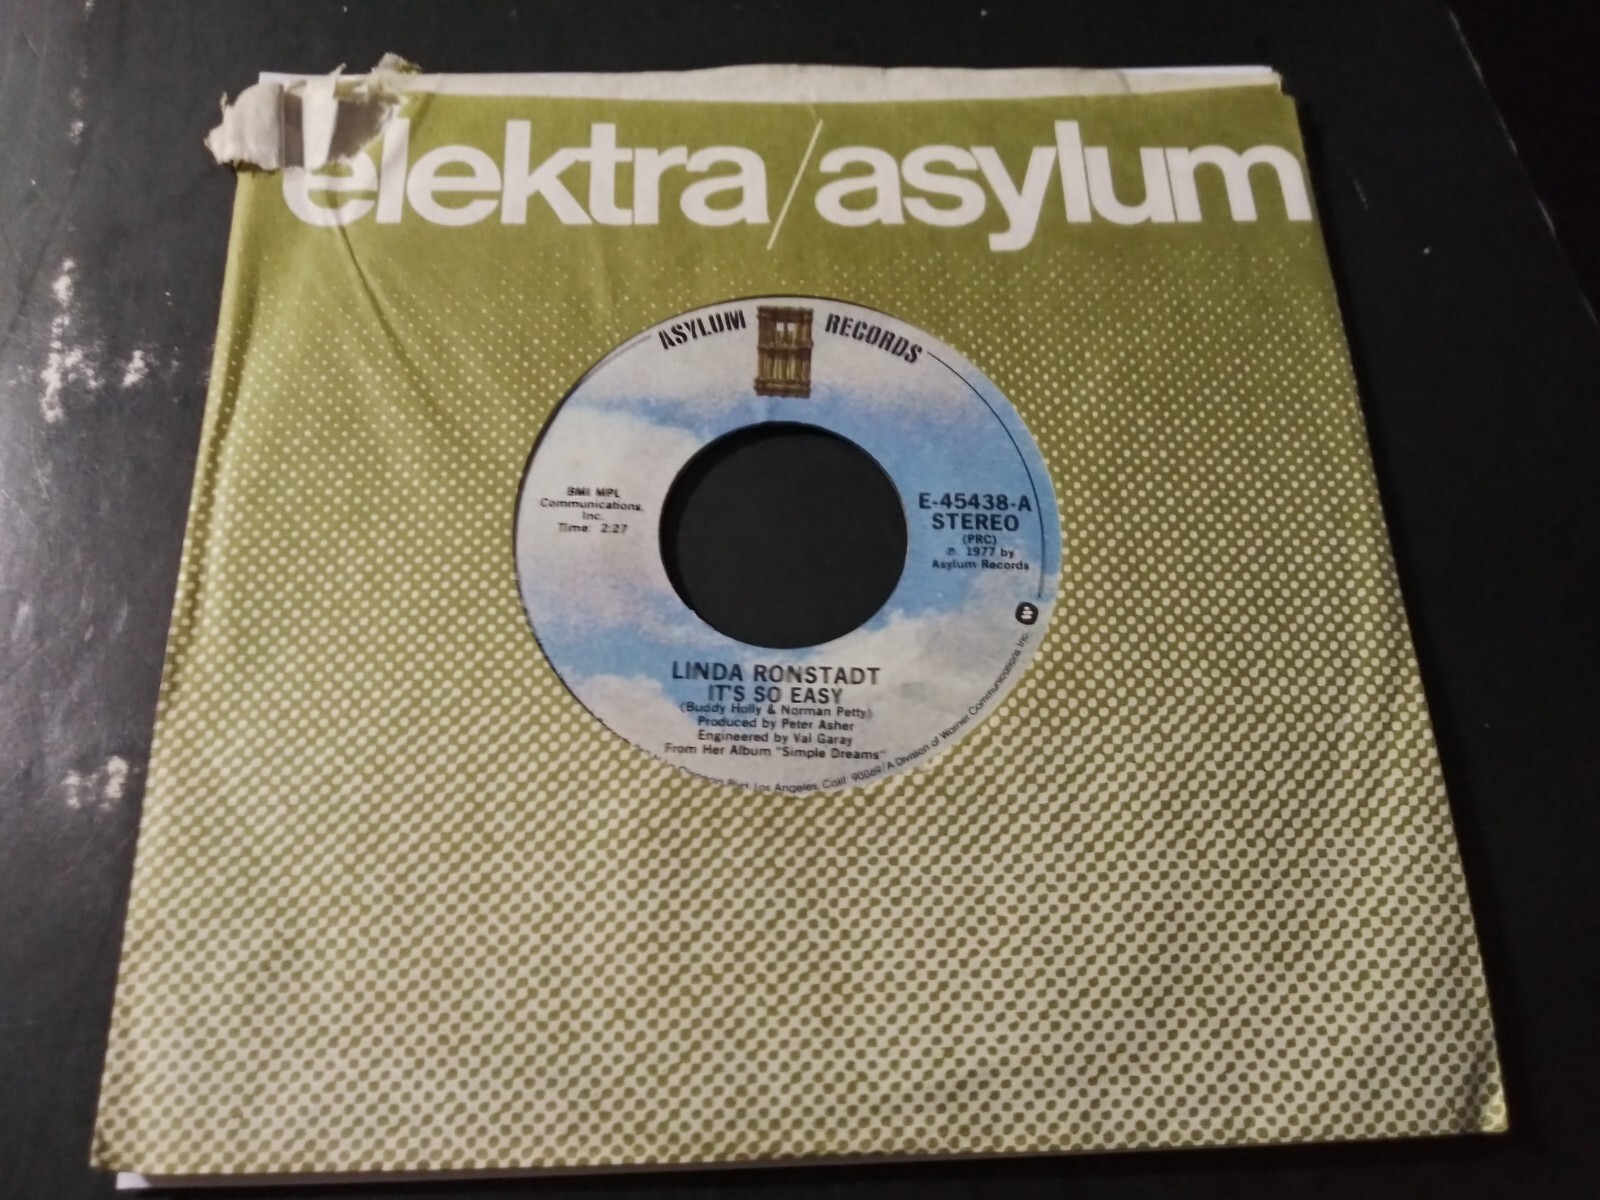 elektra/asylum
ASYLUM RECORDS
BMI MPL
Communications,
Inc.
Time: 2:27
E-45438-A
STEREO
(PRC)
℗ 1977 by
Asylum Records
LINDA RONSTADT
IT'S SO EASY
(Buddy Holly & Norman Petty)
Produced by Peter Asher
Engineered by Val Garay
From Her Album "Simple Dreams"
Los Angeles, Calif. 90069/A Division of Warner Communications Inc.